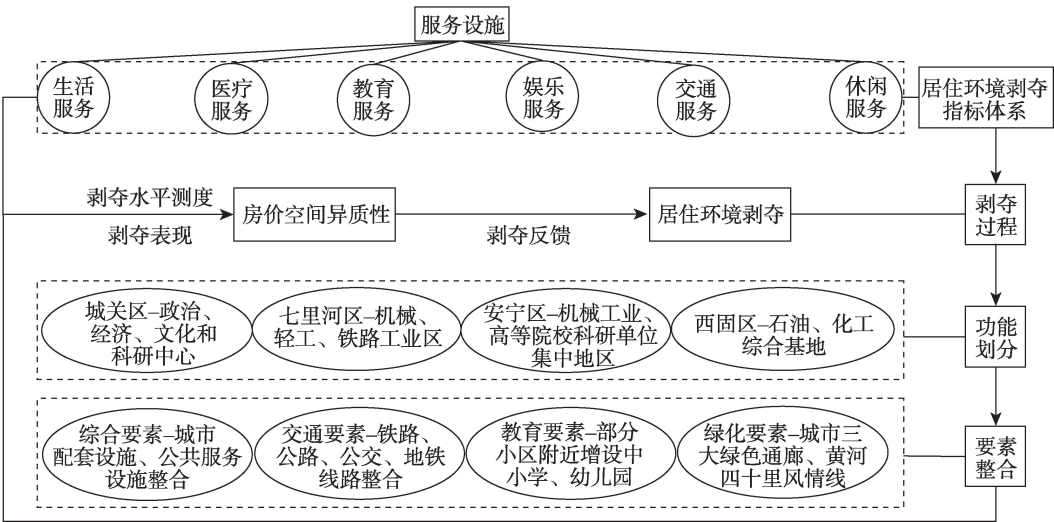 服务设施
生活
服务
医疗
服务
教育
服务
娱乐
服务
交通
服务
休闲
服务
居住环境剥夺
指标体系
剥夺水平测度
剥夺表现
房价空间异质性
剥夺反馈
居住环境剥夺
剥夺
过程
城关区–政治、
经济、文化和
科研中心
七里河区–机械、
轻工、铁路工业区
安宁区–机械工业、
高等院校科研单位
集中地区
西固区–石油、化工
综合基地
功能
划分
综合要素–城市
配套设施、公共服务
设施整合
交通要素–铁路、
公路、公交、地铁
线路整合
教育要素–部分
小区附近增设中
小学、幼儿园
绿化要素–城市三
大绿色通廊、黄河
四十里风情线
要素
整合